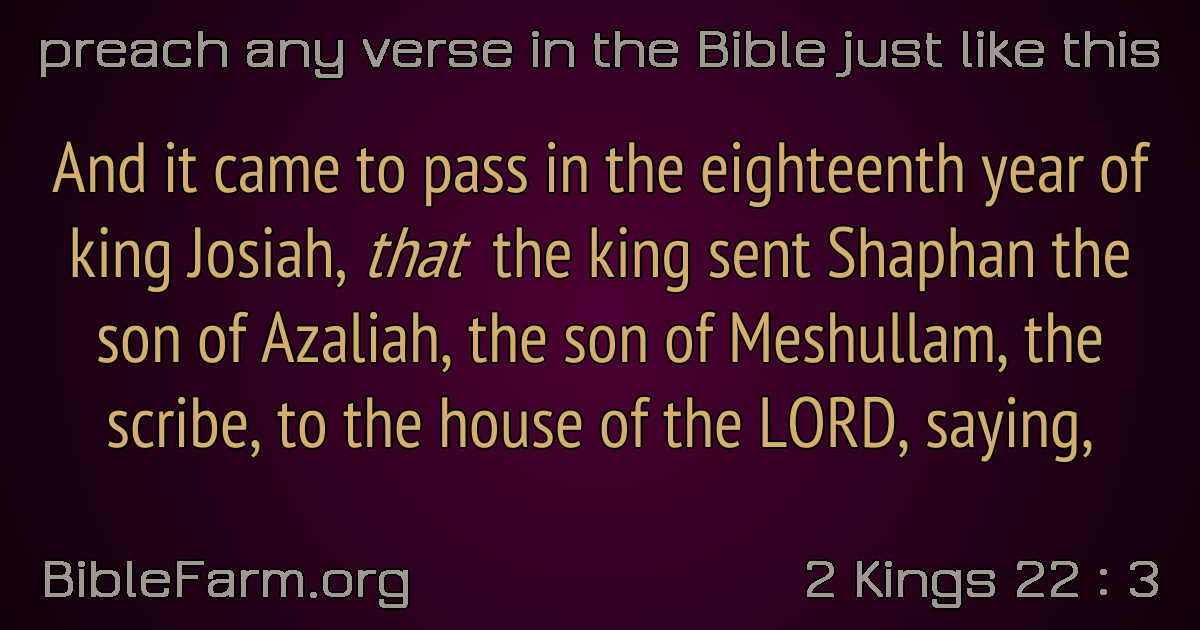 preach any verse in the Bible just like this
And it came to pass in the eighteenth year of
king Josiah, that the king sent Shaphan the
son of Azaliah, the son of Meshullam, the
scribe, to the house of the LORD, saying,
BibleFarm.org
2 Kings 22 : 3